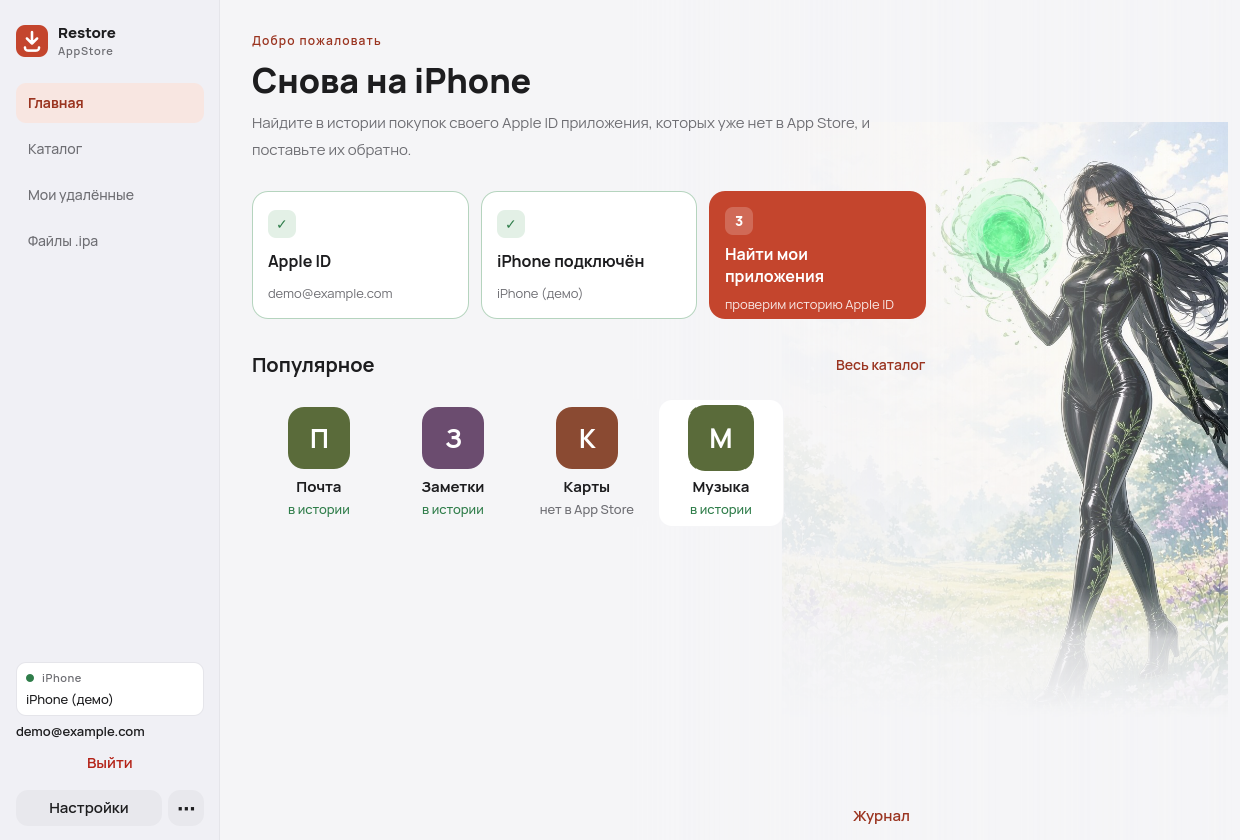 Restore
AppStore
Главная
Каталог
Мои удалённые
Файлы .ipa
iPhone
iPhone (демо)
demo@example.com
Выйти
Настройки
Добро пожаловать
Снова на iPhone
Найдите в истории покупок своего Apple ID приложения, которых уже нет в App Store, и
поставьте их обратно.
✓
Apple ID
demo@example.com
✓
iPhone подключён
iPhone (демо)
3
Найти мои
приложения
проверим историю Apple ID
Популярное
Весь каталог
П
Почта
в истории
З
Заметки
в истории
К
Карты
нет в App Store
М
Музыка
в истории
Журнал